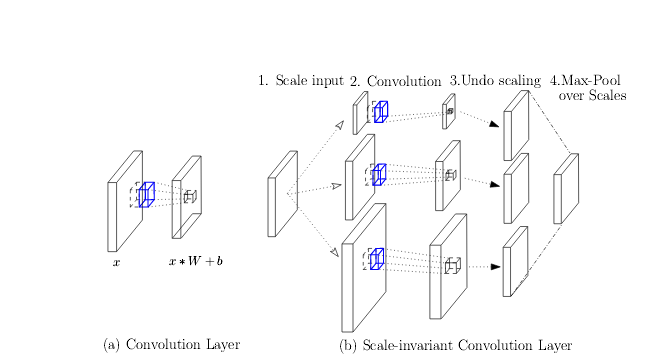 1. Scale input 2. Convolution 3.Undo scaling 4.Max-Pool
over Scales
x
x ∗ W + b
(a) Convolution Layer
(b) Scale-invariant Convolution Layer